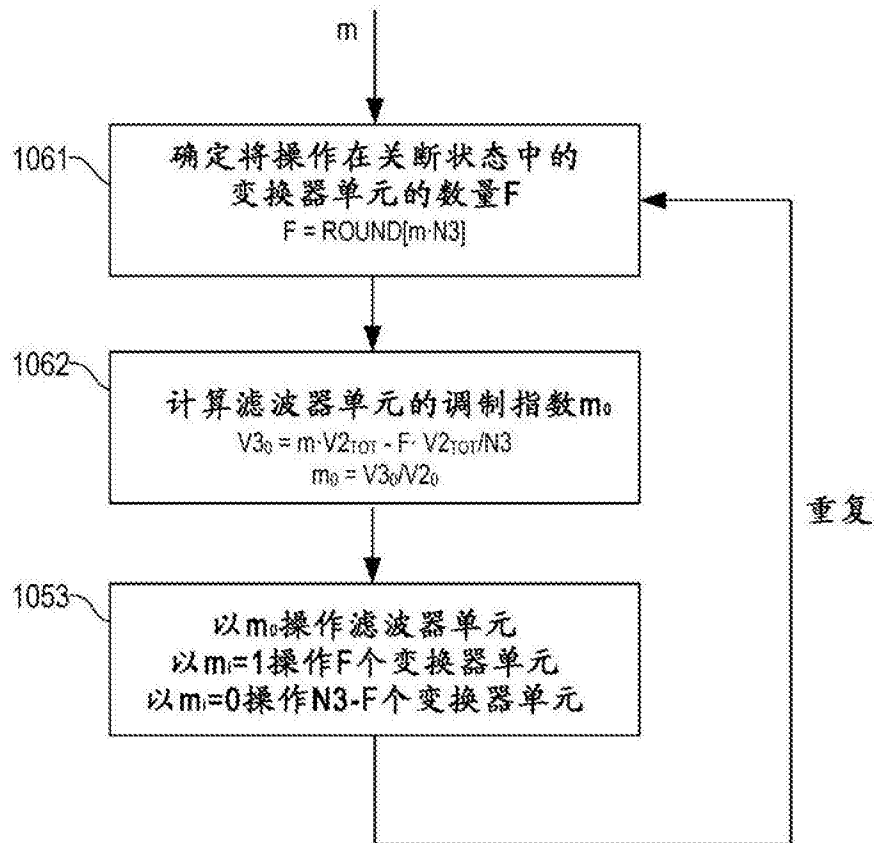 m
1061
确定将操作在关断状态中的
变换器单元的数量F
F = ROUND[m·N3]
1062
计算滤波器单元的调制指数m₀
V3₀ = m·V2TOT - F· V2TOT/N3
m₀ = V3₀/V2₀
重复
1053
以m₀操作滤波器单元
以mᵢ=1操作F个变换器单元
以mᵢ=0操作N3-F个变换器单元